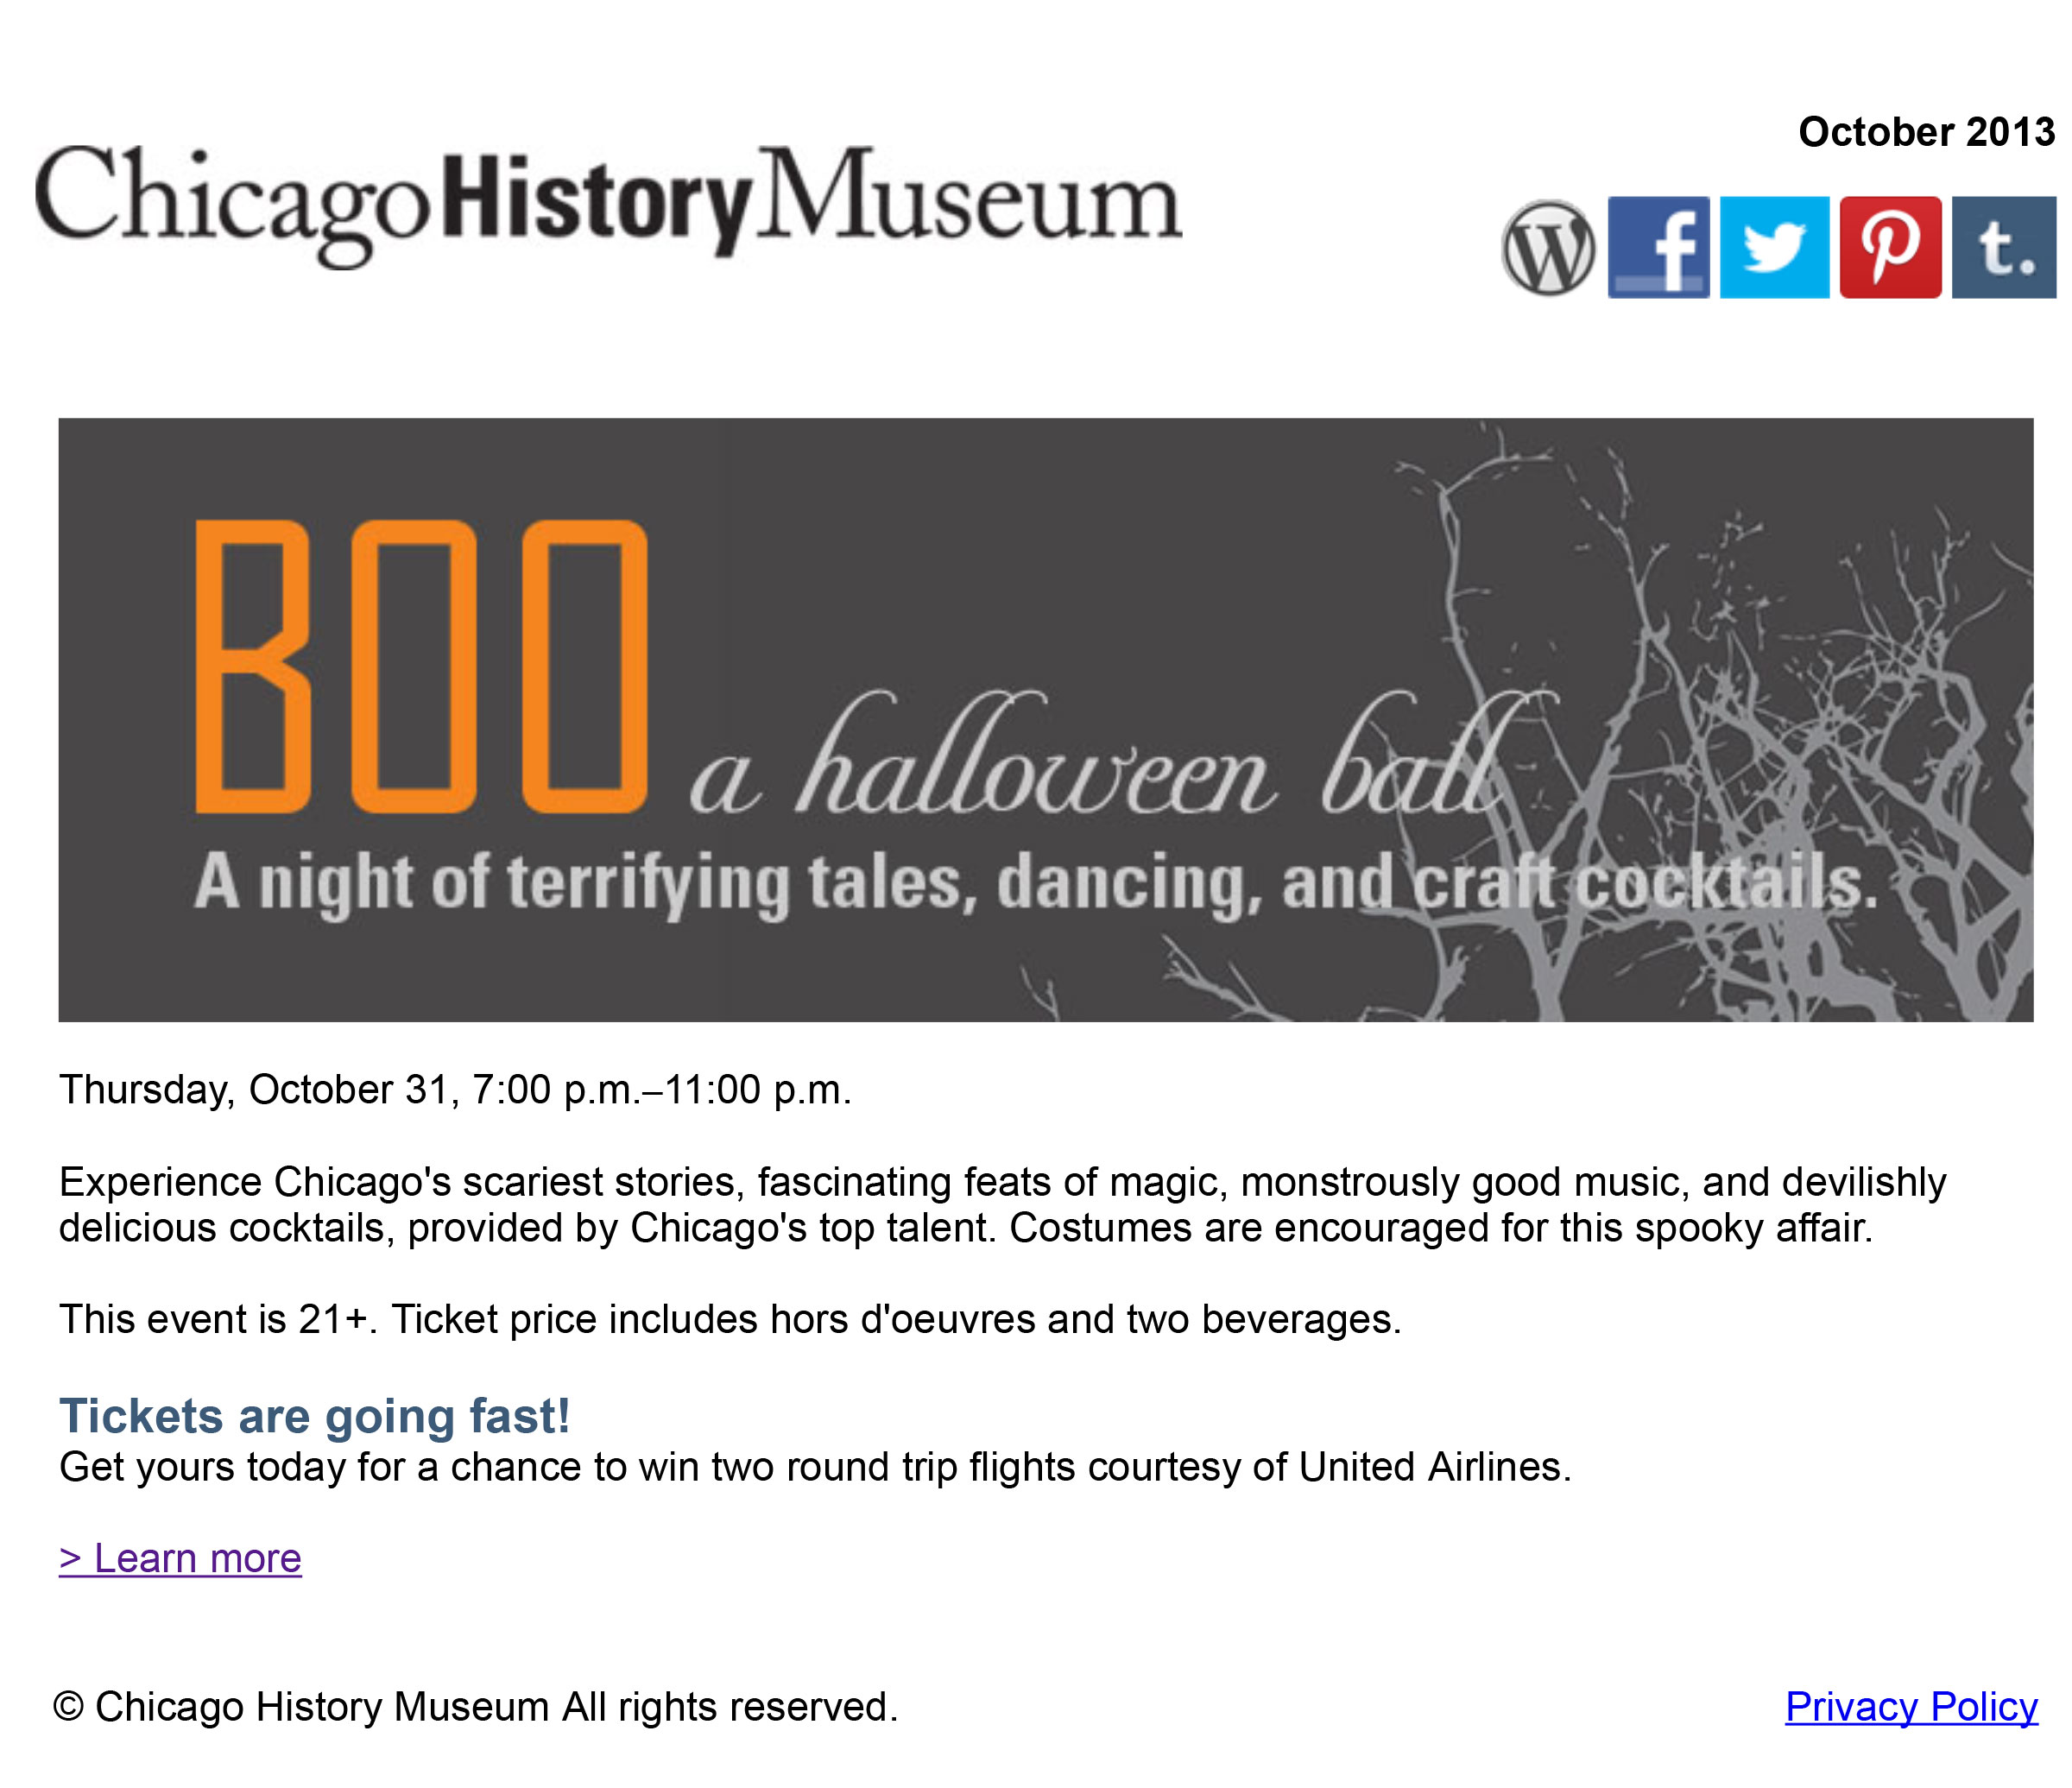 October 2013
Chicago History Museum
BOO a halloween ball
A night of terrifying tales, dancing, and craft cocktails.
Thursday, October 31, 7:00 p.m.–11:00 p.m.
Experience Chicago's scariest stories, fascinating feats of magic, monstrously good music, and devilishly
delicious cocktails, provided by Chicago's top talent. Costumes are encouraged for this spooky affair.
This event is 21+. Ticket price includes hors d'oeuvres and two beverages.
Tickets are going fast!
Get yours today for a chance to win two round trip flights courtesy of United Airlines.
> Learn more
© Chicago History Museum All rights reserved.
Privacy Policy